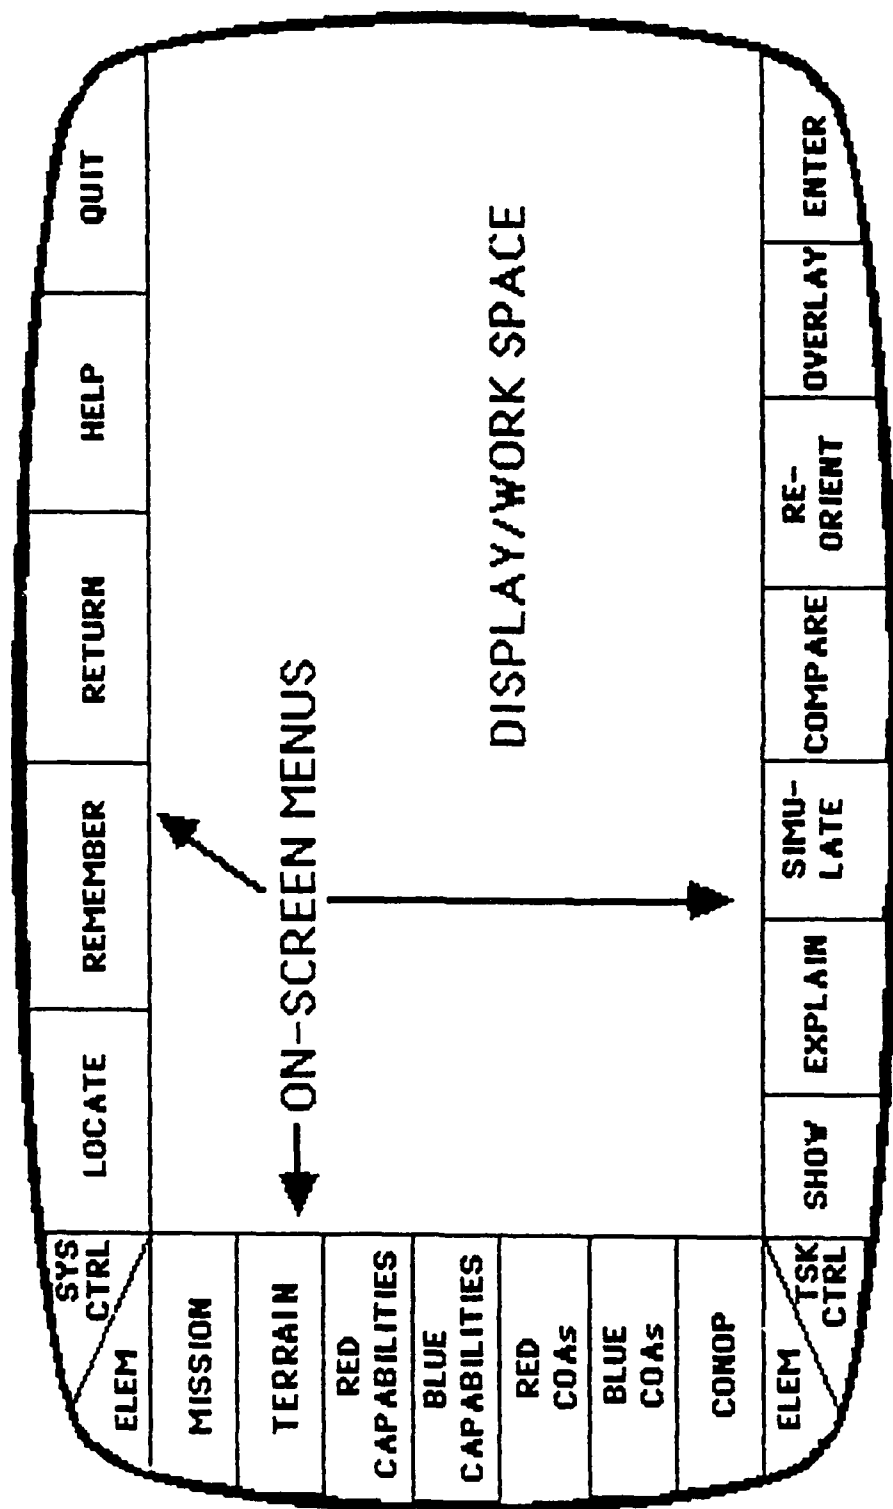 SYS
CTRL
ELEM
LOCATE
REMEMBER
RETURN
HELP
QUIT
MISSION
TERRAIN
RED
CAPABILITIES
BLUE
CAPABILITIES
RED
COAs
BLUE
COAs
CONOP
ON-SCREEN MENUS
DISPLAY/WORK SPACE
ELEM
TSK
CTRL
SHOW
EXPLAIN
SIMU-
LATE
COMPARE
RE-
ORIENT
OVERLAY
ENTER